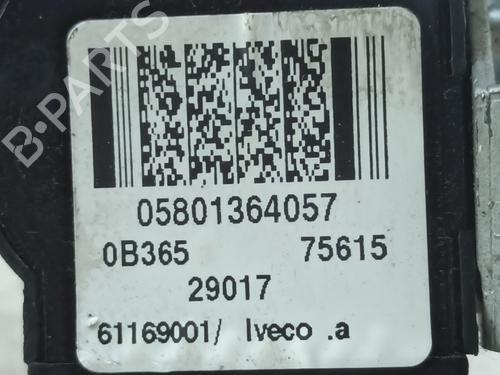 B-PARTS
05801364057
0B365 75615
29017
61169001/ Iveco .a